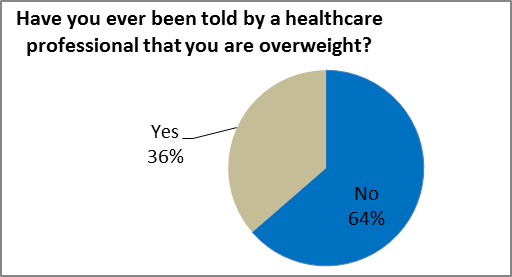 Have you ever been told by a healthcare
professional that you are overweight?
Yes
36%
No
64%